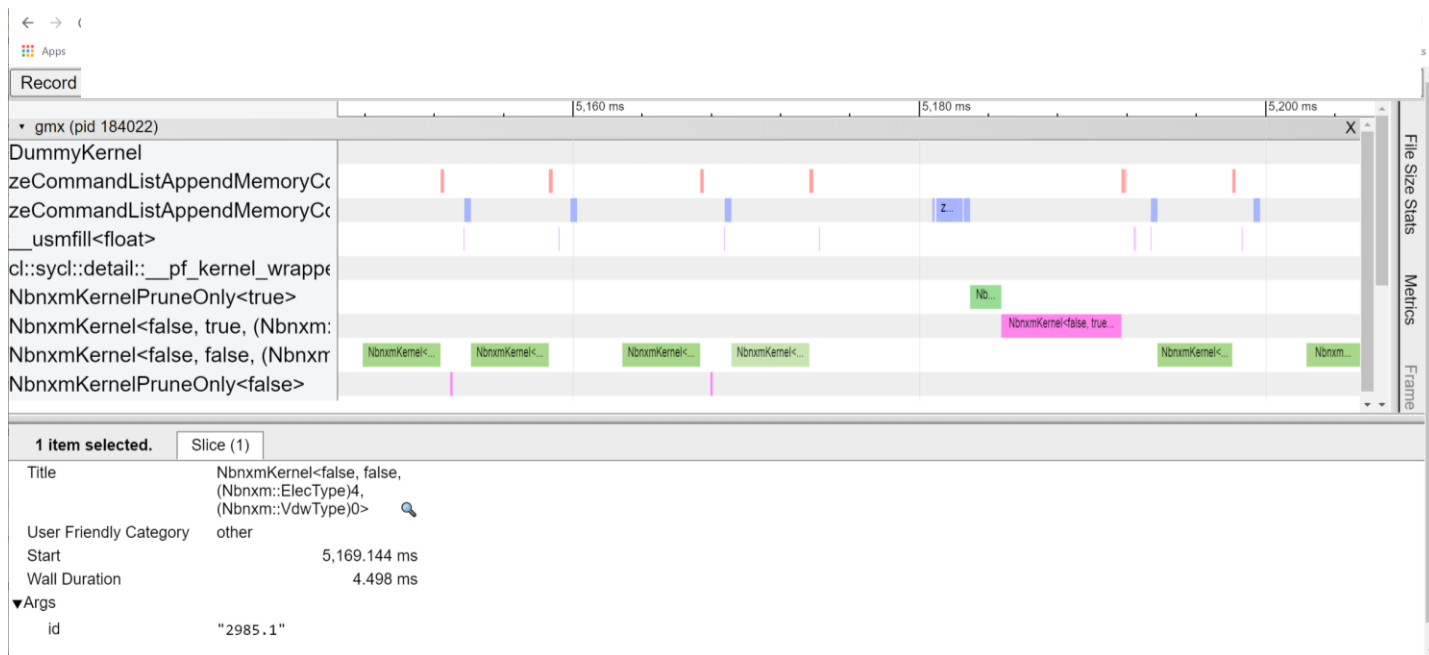 Apps
s
Record
5,160 ms
5,180 ms
5,200 ms
gmx (pid 184022)
X
DummyKernel
zeCommandListAppendMemoryCo
zeCommandListAppendMemoryCo
z...
__usmfill<float>
cl::sycl::detail::__pf_kernel_wrappe
NbnxmKernelPruneOnly<true>
Nb...
NbnxmKernel<false, true, (Nbnxm:
NbnxmKernel<false, true...
NbnxmKernel<false, false, (Nbnxm
NbnxmKernel<...
NbnxmKernel<...
NbnxmKernel<...
NbnxmKernel<...
NbnxmKernel<...
Nbnxm...
NbnxmKernelPruneOnly<false>
File Size Stats
Metrics
Frame
1 item selected.
Slice (1)
Title NbnxmKernel<false, false,
(Nbnxm::ElecType)4,
(Nbnxm::VdwType)0>
User Friendly Category other
Start 5,169.144 ms
Wall Duration 4.498 ms
▼Args
id "2985.1"